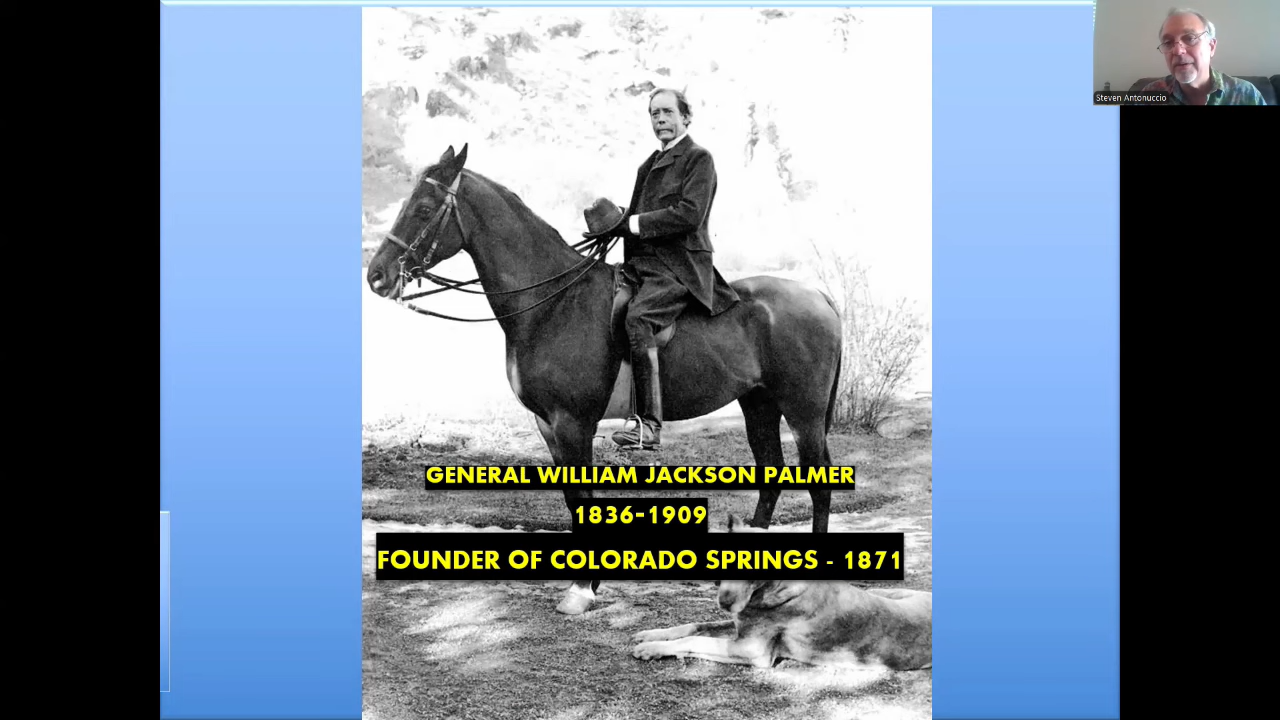 Steven Antonuccio
GENERAL WILLIAM JACKSON PALMER
1836-1909
FOUNDER OF COLORADO SPRINGS - 1871